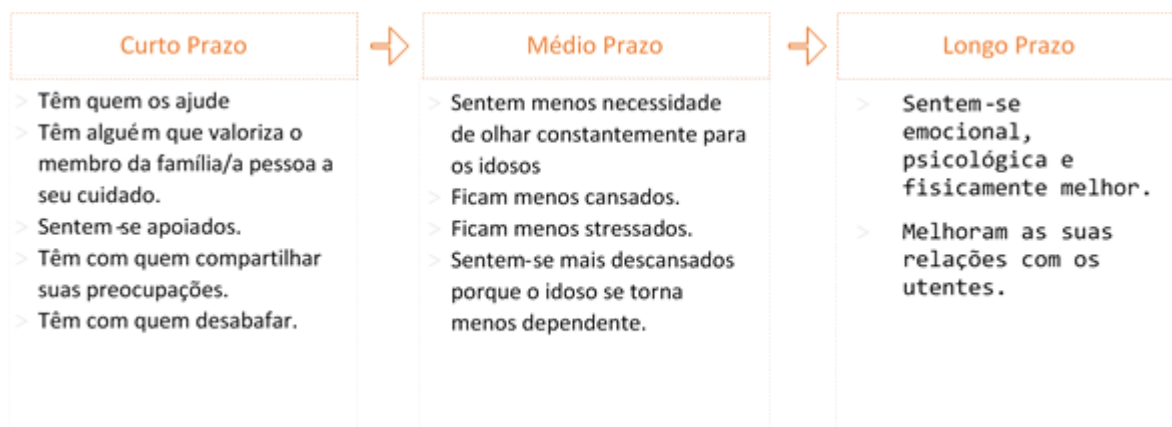 Curto Prazo
> Têm quem os ajude
> Têm alguém que valoriza o
membro da família/a pessoa a
seu cuidado.
> Sentem-se apoiados.
> Têm com quem compartilhar
suas preocupações.
> Têm com quem desabafar.
Médio Prazo
> Sentem menos necessidade
de olhar constantemente para
os idosos
> Ficam menos cansados.
> Ficam menos stressados.
> Sentem-se mais descansados
porque o idoso se torna
menos dependente.
Longo Prazo
> Sentem-se
emocional,
psicológica e
fisicamente melhor.
> Melhoram as suas
relações com os
utentes.